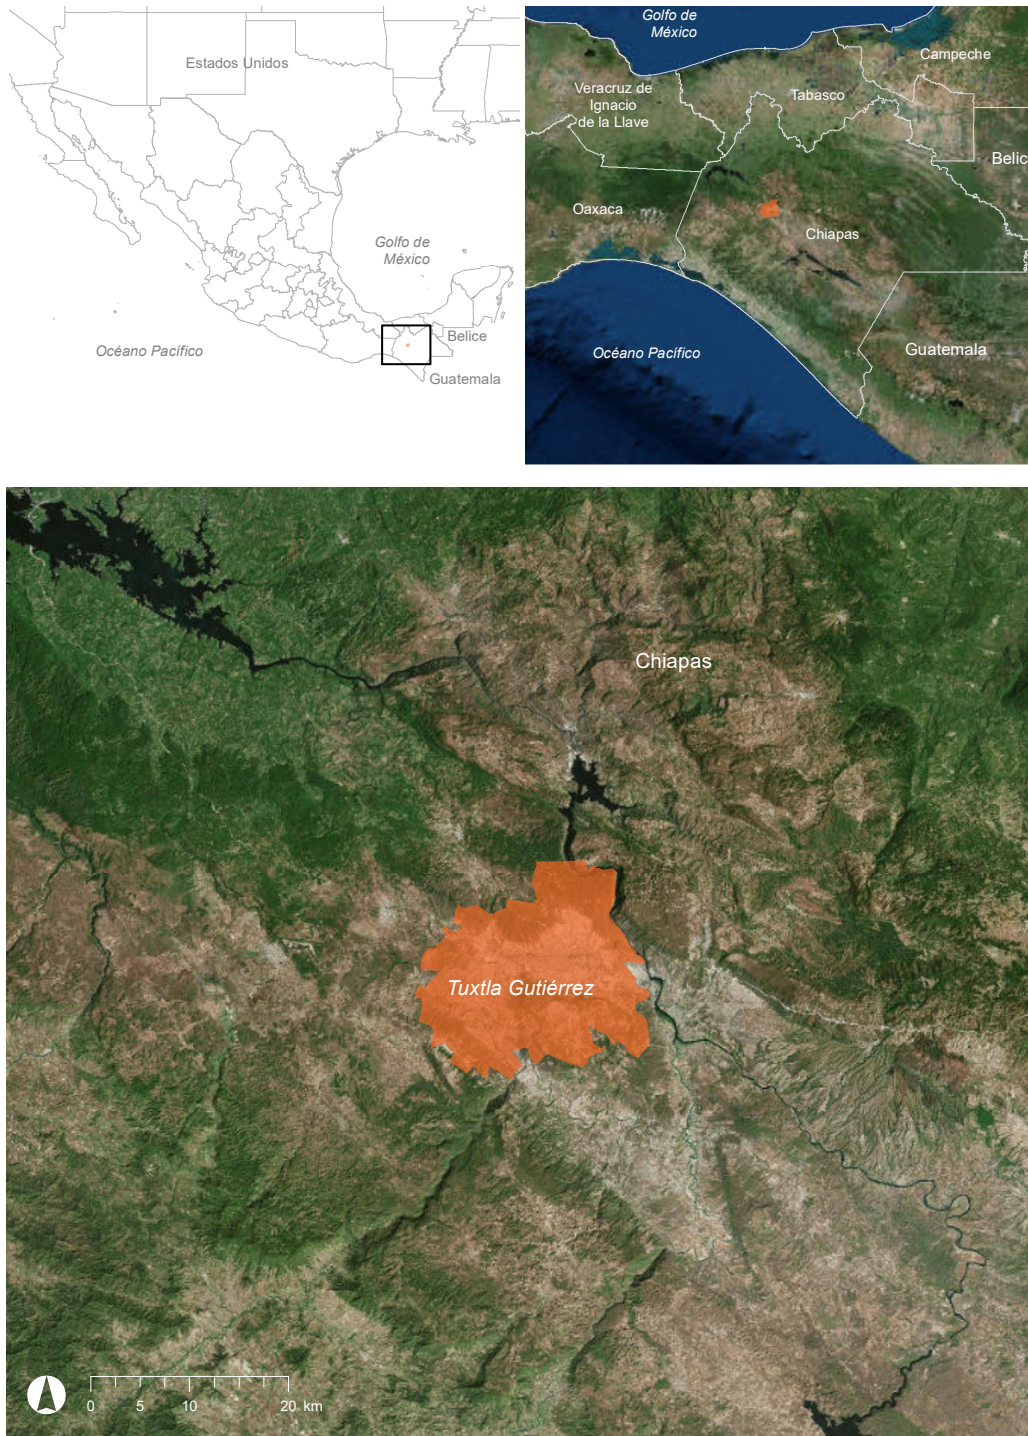 Estados Unidos
Golfo de
México
Belice
Océano Pacífico
Guatemala
Golfo de
México
Campeche
Veracruz de
Ignacio
de la Llave
Tabasco
Belic
Oaxaca
Chiapas
Océano Pacífico
Guatemala
Chiapas
Tuxtla Gutiérrez
0 5 10 20 km